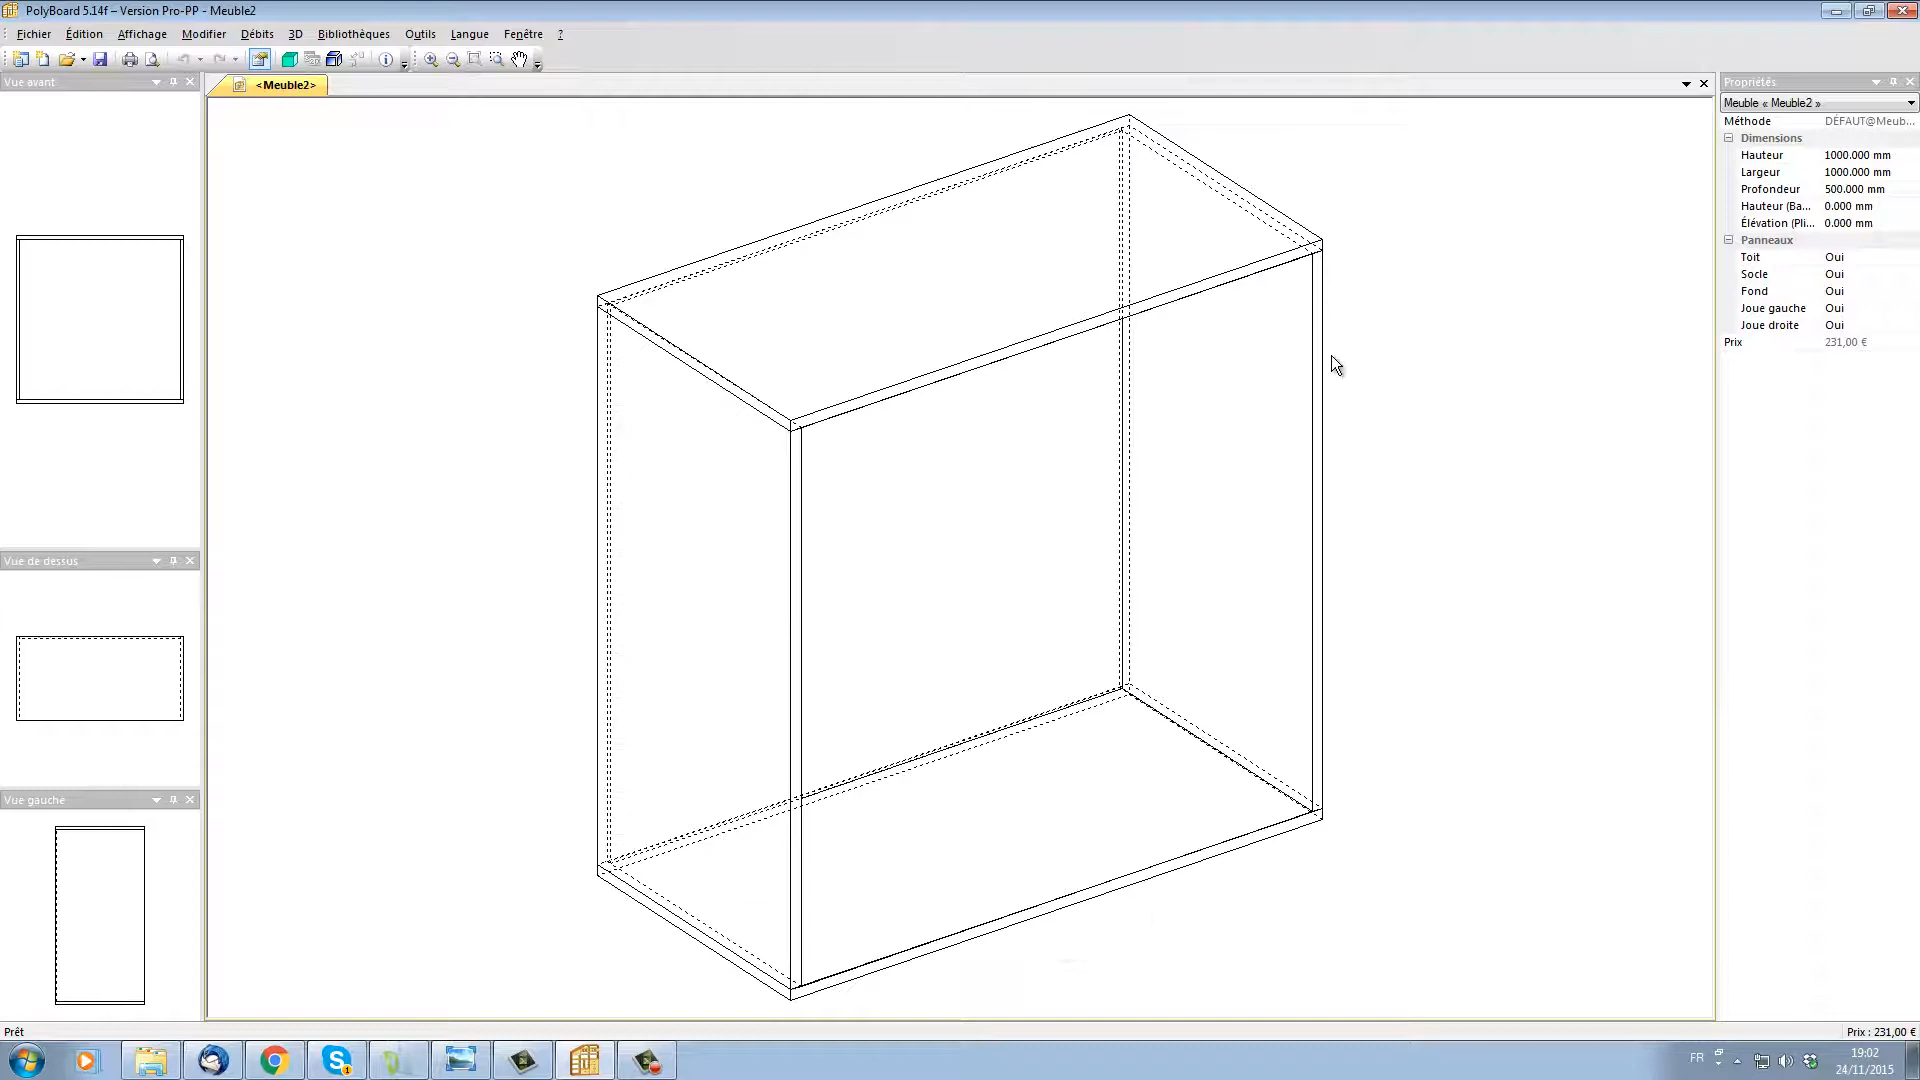 PolyBoard 5.14f – Version Pro-PP - Meuble2
Fichier Édition Affichage Modifier Débits 3D Bibliothèques Outils Langue Fenêtre ?
Vue avant
<Meuble2>
Vue de dessus
Vue gauche
Propriétés
Meuble « Meuble2 »
Méthode DÉFAUT@Meub...
Dimensions
Hauteur 1000.000 mm
Largeur 1000.000 mm
Profondeur 500.000 mm
Hauteur (Ba... 0.000 mm
Élévation (Pli... 0.000 mm
Panneaux
Toit Oui
Socle Oui
Fond Oui
Joue gauche Oui
Joue droite Oui
Prix 231,00 €
Prêt
Prix : 231,00 €
FR
19:02
24/11/2015